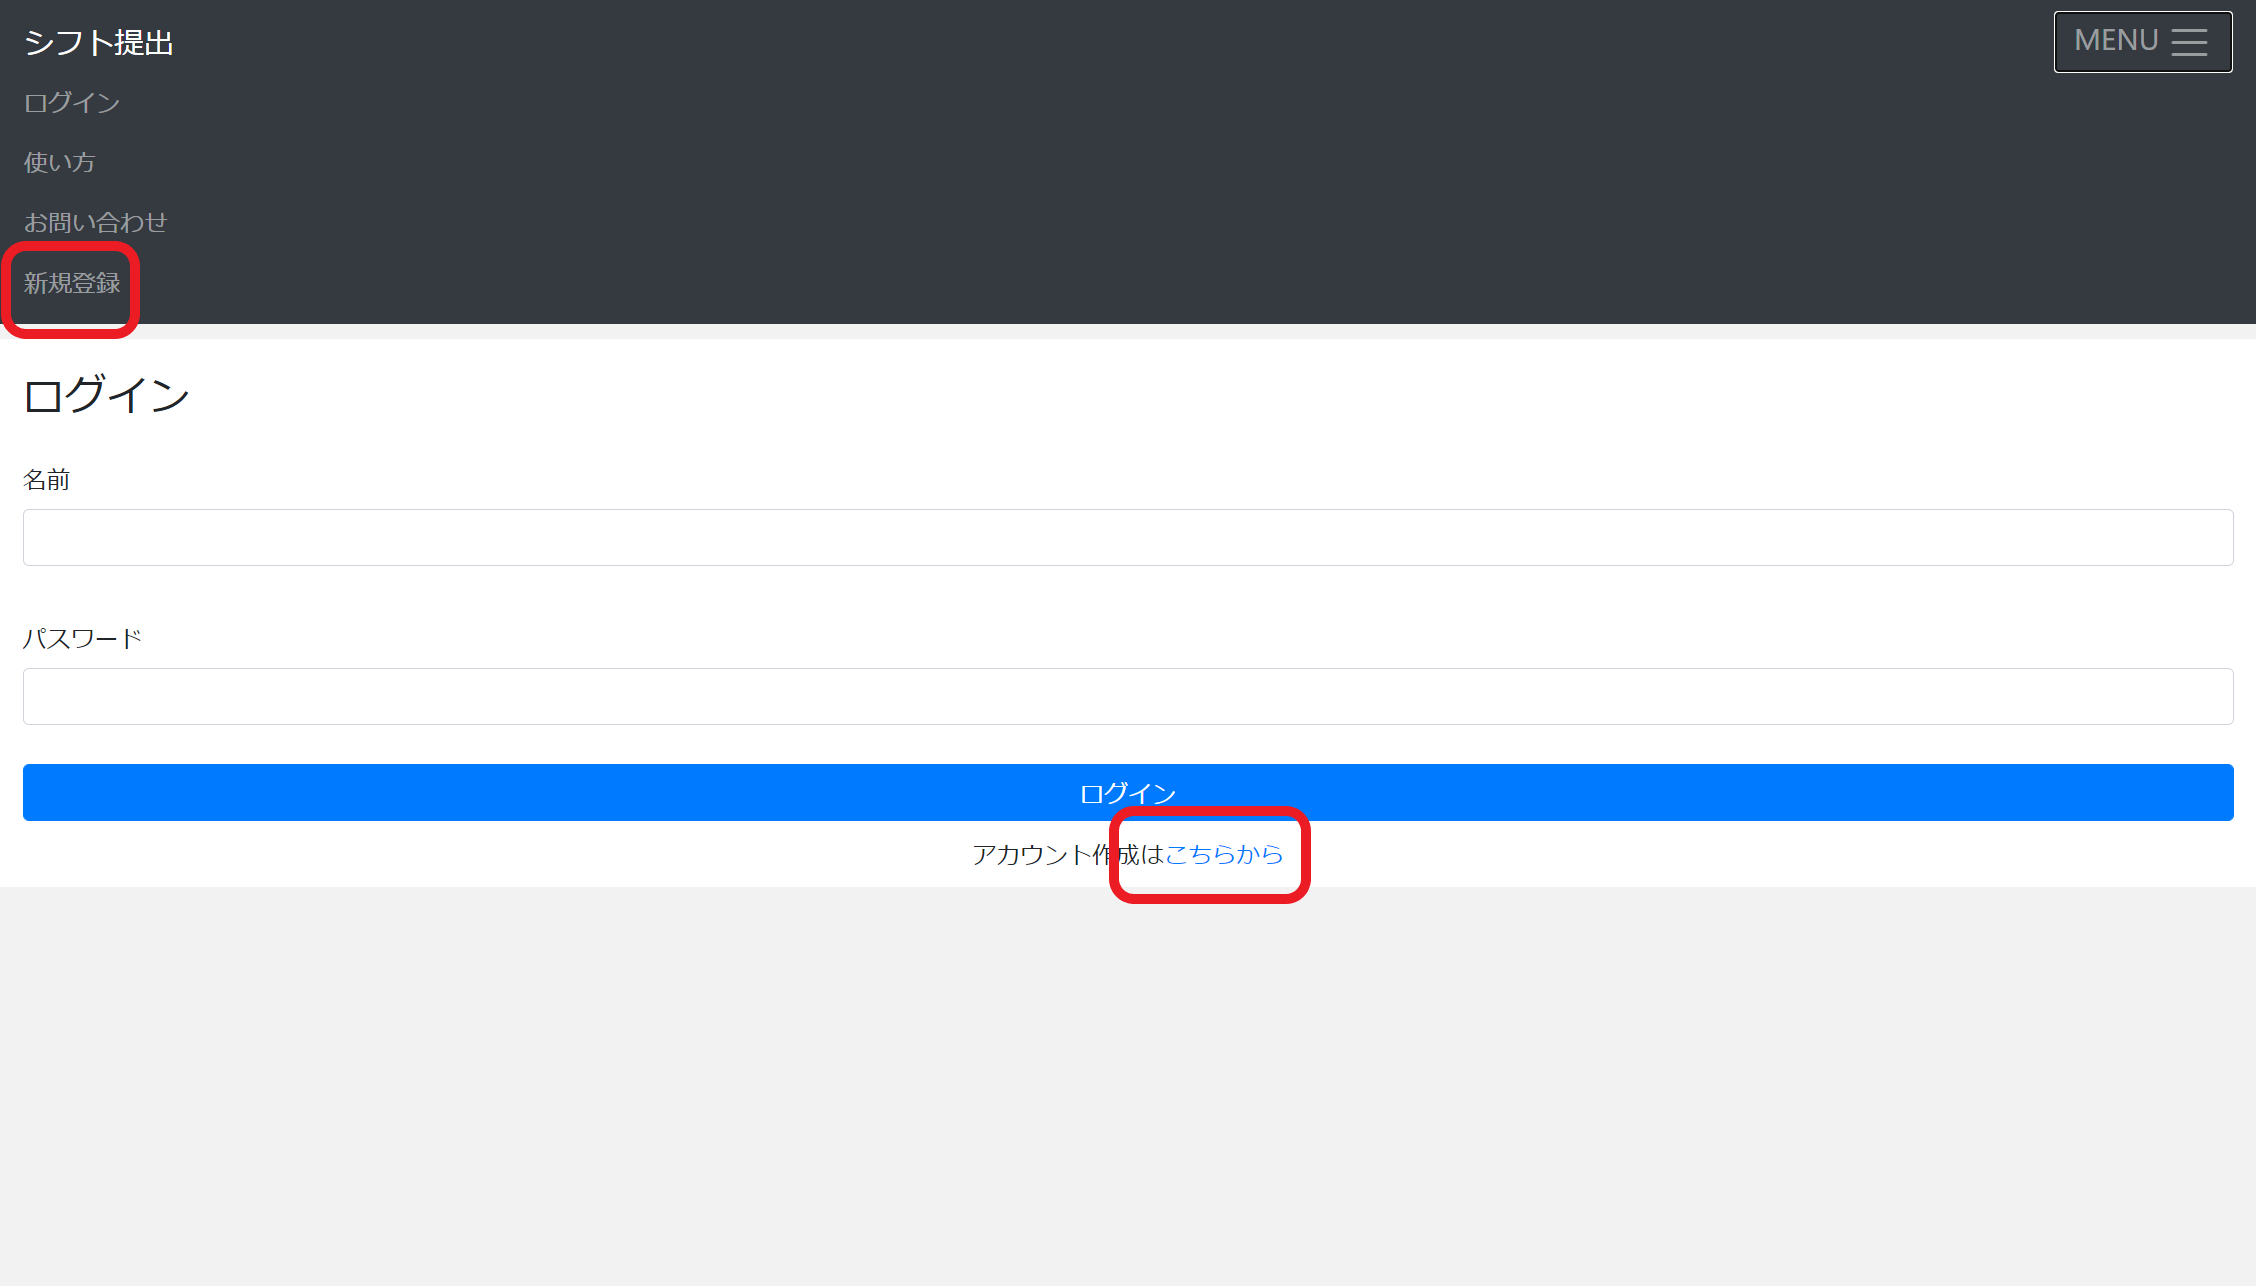 シフト提出
MENU
ログイン
使い方
お問い合わせ
新規登録
ログイン
名前
パスワード
ログイン
アカウント作成はこちらから